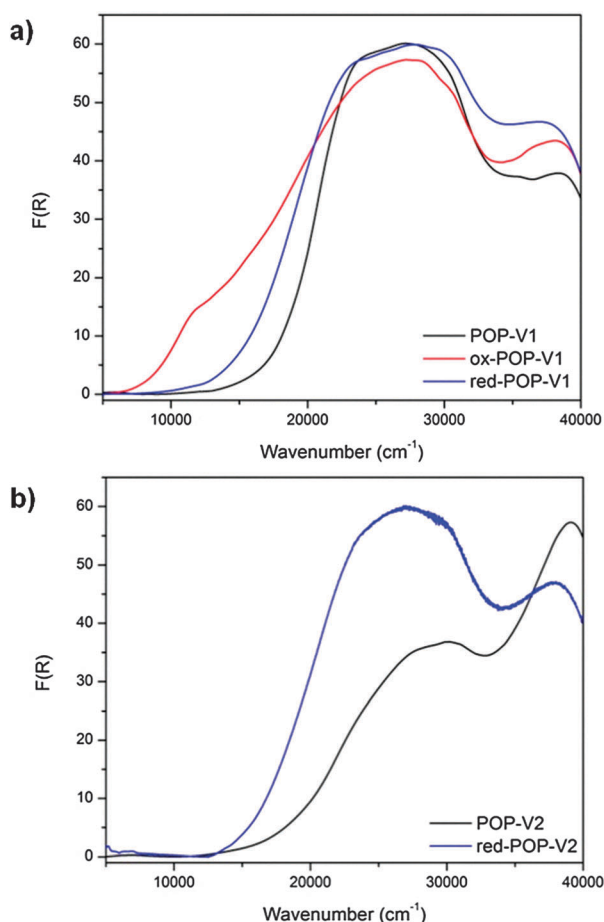 a)
60
50
40
30
20
10
0
F(R)
POP-V1
ox-POP-V1
red-POP-V1
10000 20000 30000 40000
Wavenumber (cm⁻¹)
b)
60
50
40
30
20
10
0
F(R)
POP-V2
red-POP-V2
10000 20000 30000 40000
Wavenumber (cm⁻¹)